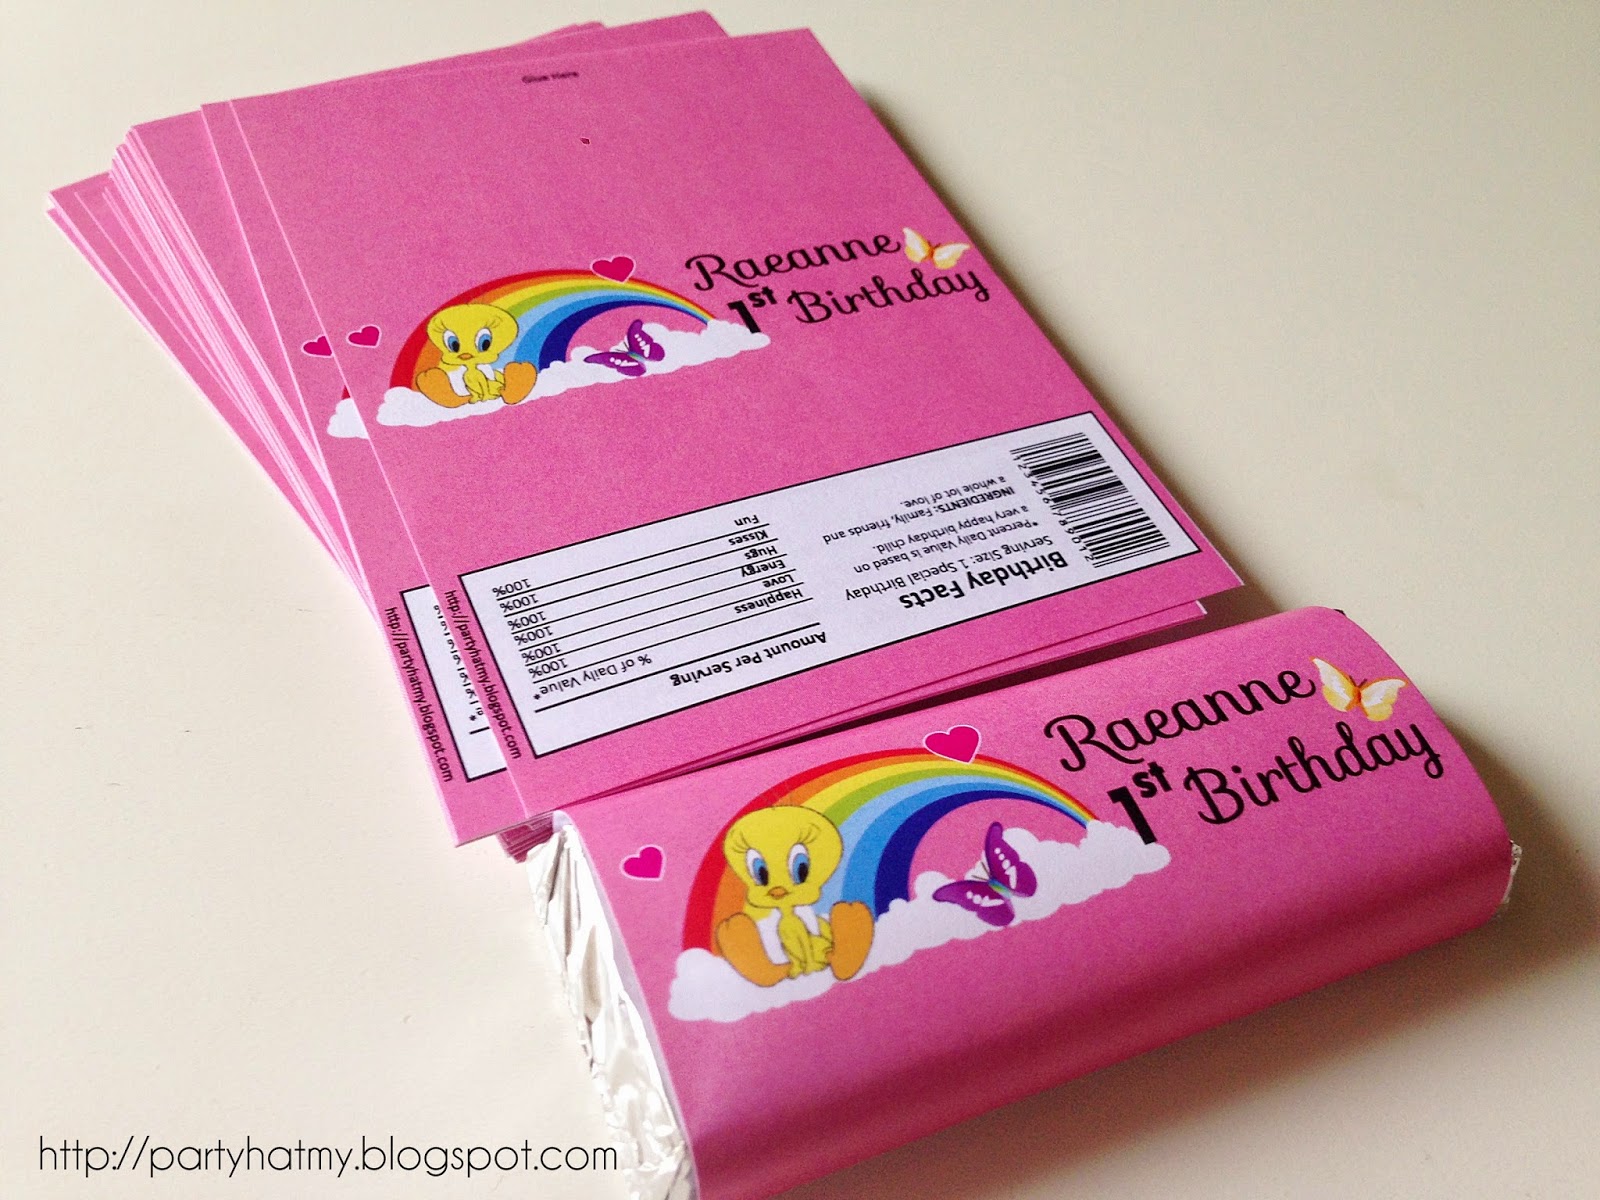 Glue Here
Raeanne
1st Birthday
Birthday Facts
Serving Size: 1 Special Birthday
*Percent Daily Value is based on
a very happy birthday child.
INGREDIENTS: Family, friends and
a whole lot of love.
Amount Per Serving
% of Daily Value*
Happiness 100%
Love 100%
Energy 100%
Hugs 100%
Kisses 100%
Fun 100%
http://partyhatmy.blogspot.com
http://partyhatmy.blogspot.com
Raeanne
1st Birthday
http://partyhatmy.blogspot.com